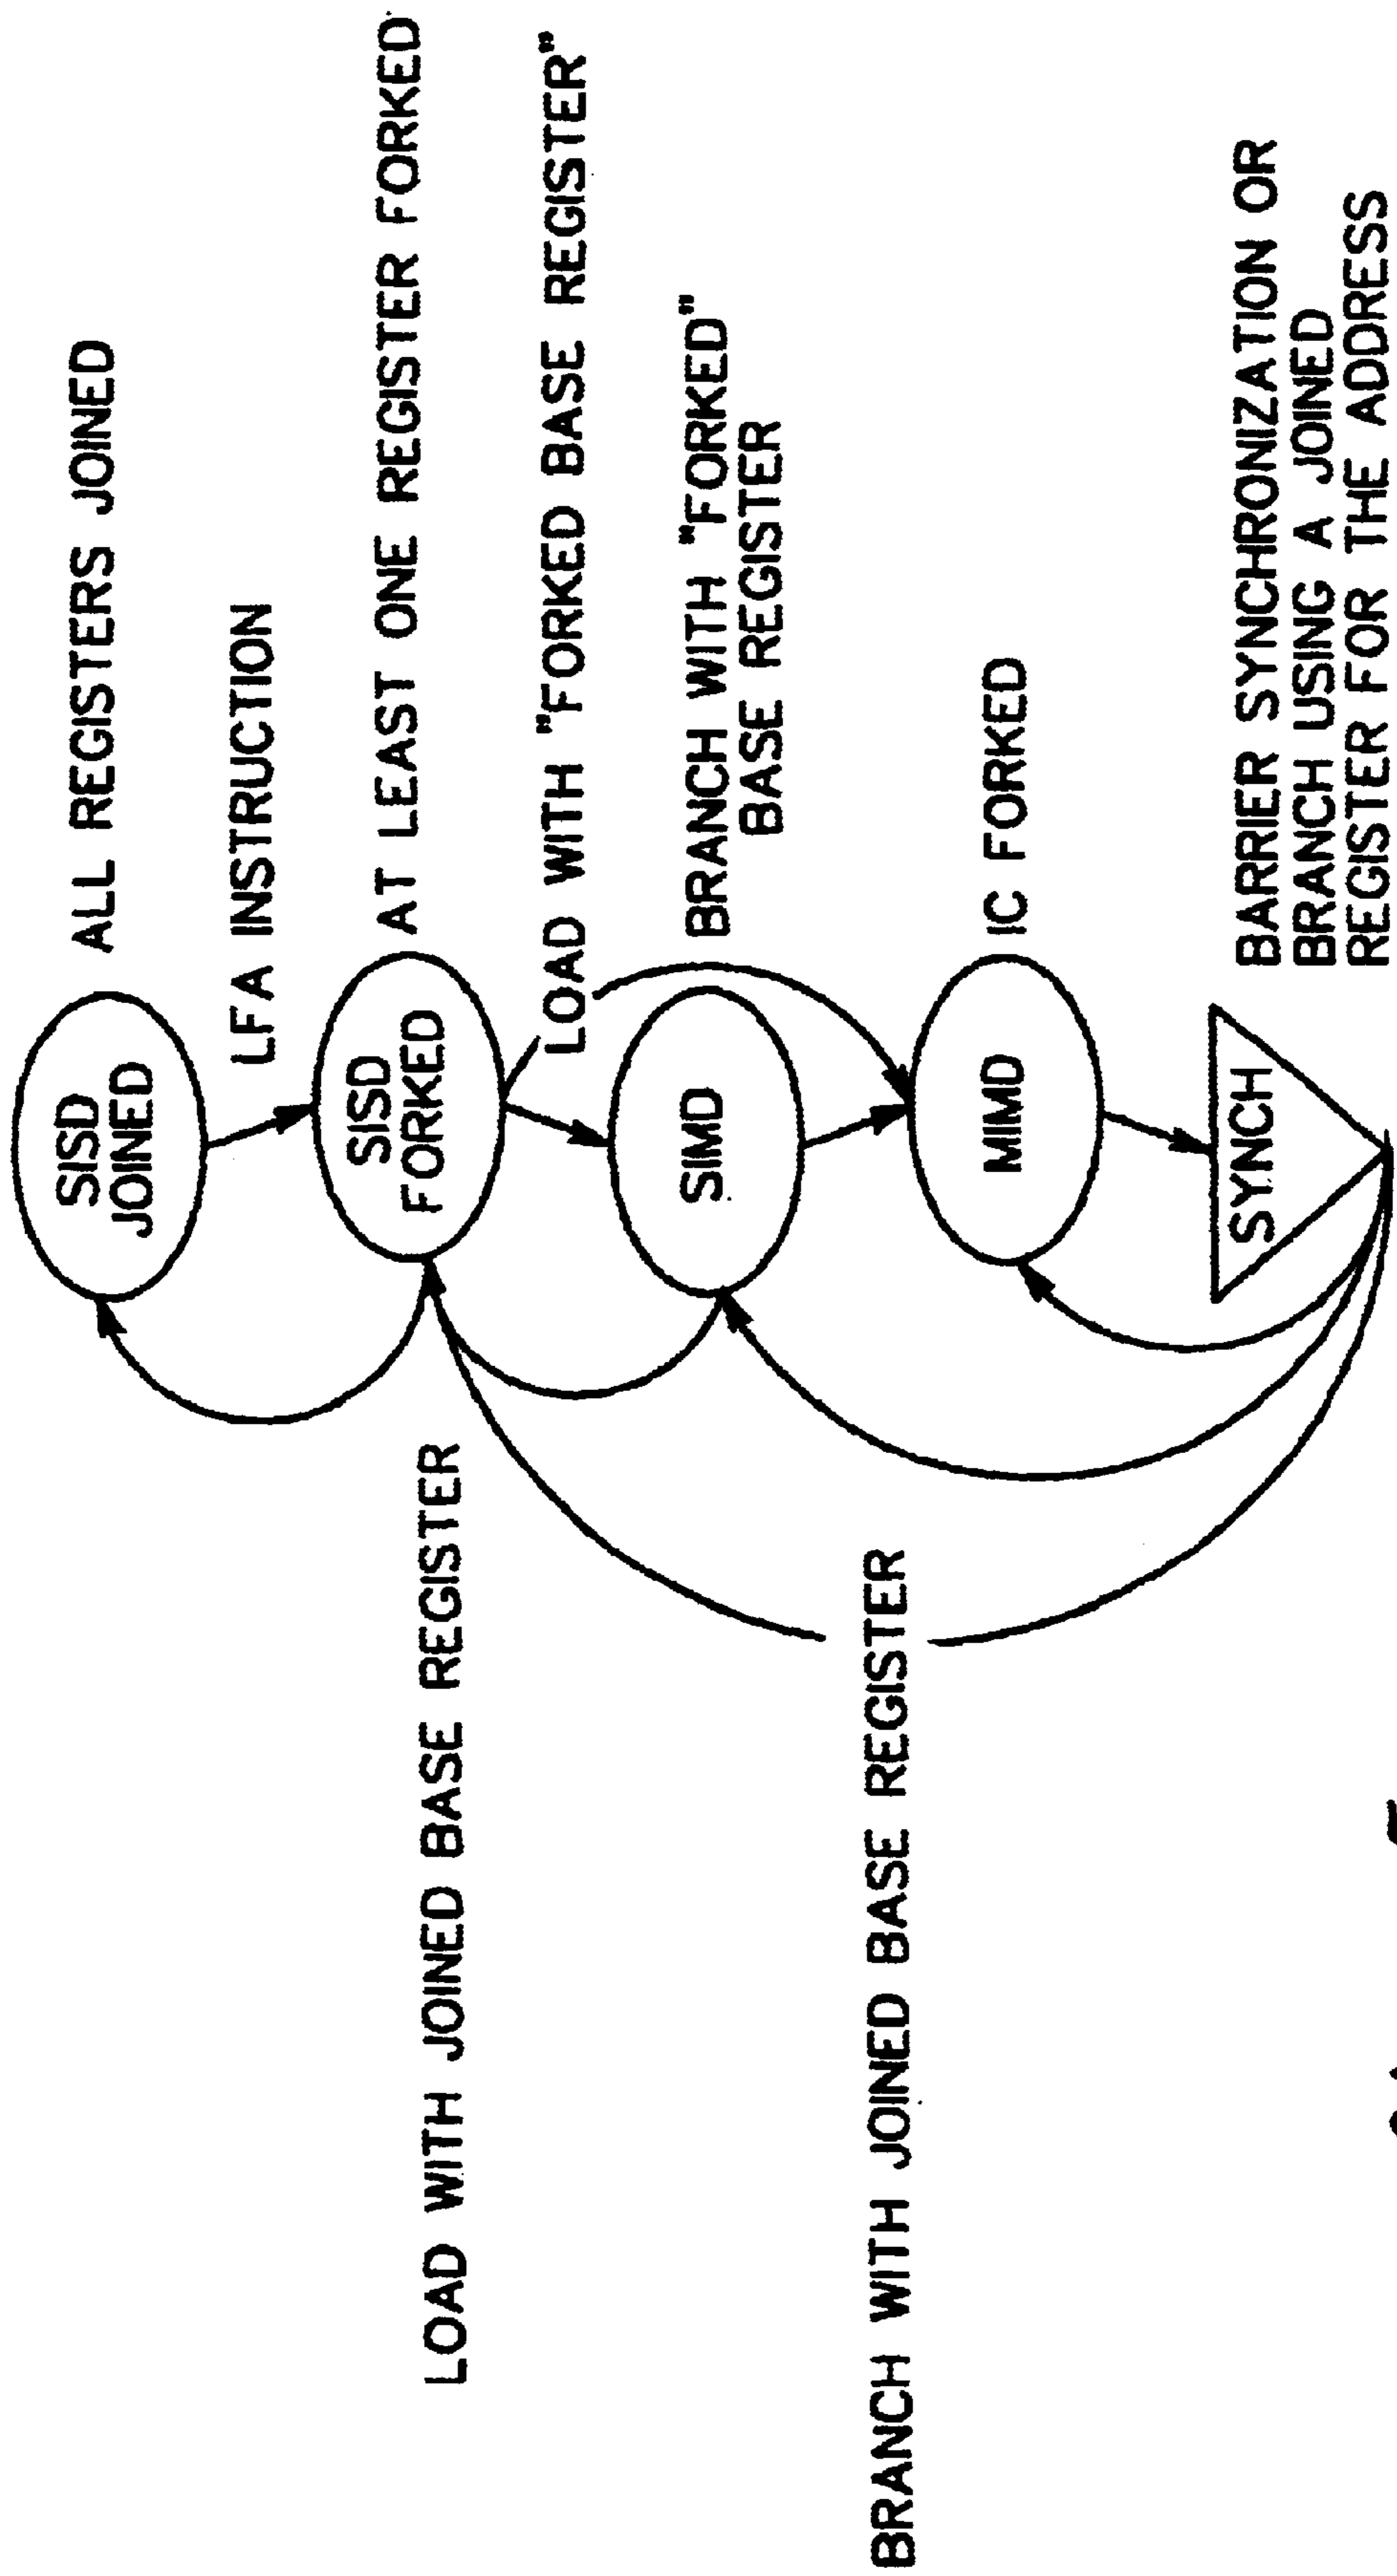 SISD
JOINED
ALL REGISTERS JOINED
LFA INSTRUCTION
SISD
FORKED
AT LEAST ONE REGISTER FORKED
LOAD WITH JOINED BASE REGISTER
LOAD WITH "FORKED BASE REGISTER"
SIMD
BRANCH WITH "FORKED"
BASE REGISTER
BRANCH WITH JOINED BASE REGISTER
MIMD
IC FORKED
SYNCH
BARRIER SYNCHRONIZATION OR
BRANCH USING A JOINED
REGISTER FOR THE ADDRESS